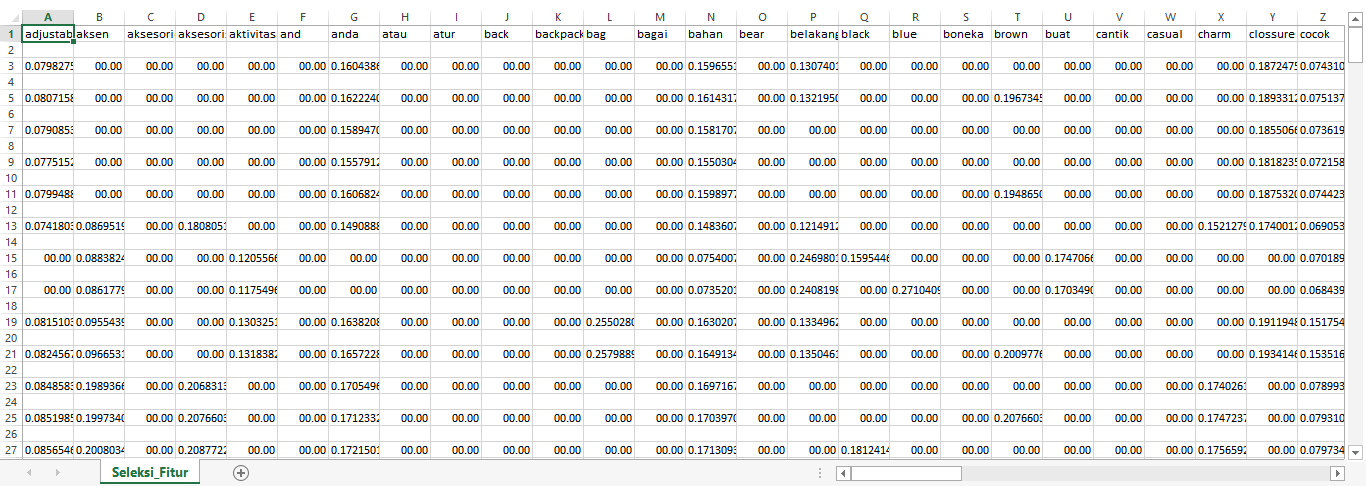 A B C D E F G H I J K L M N O P Q R S T U V W X Y Z
1 adjustab aksen aksesori aksesori aktivitas and anda atau atur back backpack bag bagai bahan bear belakang black blue boneka brown buat cantik casual charm clossure cocok
2
3 0.0798275 00.00 00.00 00.00 00.00 00.00 0.1604386 00.00 00.00 00.00 00.00 00.00 00.00 0.1596551 00.00 0.1307401 00.00 00.00 00.00 00.00 00.00 00.00 00.00 00.00 0.1872475 0.074310
4
5 0.0807158 00.00 00.00 00.00 00.00 00.00 0.1622240 00.00 00.00 00.00 00.00 00.00 00.00 0.1614317 00.00 0.1321950 00.00 00.00 00.00 0.1967345 00.00 00.00 00.00 00.00 0.1893312 0.075137
6
7 0.0790853 00.00 00.00 00.00 00.00 00.00 0.1589470 00.00 00.00 00.00 00.00 00.00 00.00 0.1581707 00.00 00.00 00.00 00.00 00.00 00.00 00.00 00.00 00.00 00.00 0.1855066 0.073619
8
9 0.0775152 00.00 00.00 00.00 00.00 00.00 0.1557912 00.00 00.00 00.00 00.00 00.00 00.00 0.1550304 00.00 00.00 00.00 00.00 00.00 00.00 00.00 00.00 00.00 00.00 0.1818235 0.072158
10
11 0.0799488 00.00 00.00 00.00 00.00 00.00 0.1606824 00.00 00.00 00.00 00.00 00.00 00.00 0.1598977 00.00 00.00 00.00 00.00 00.00 0.1948650 00.00 00.00 00.00 00.00 0.1875320 0.074423
12
13 0.0741803 0.0869519 00.00 0.1808051 00.00 00.00 0.1490888 00.00 00.00 00.00 00.00 00.00 00.00 0.1483607 00.00 0.1214912 00.00 00.00 00.00 00.00 00.00 00.00 00.00 0.1521279 0.1740012 0.069053
14
15 00.00 0.0883824 00.00 00.00 0.1205566 00.00 00.00 00.00 00.00 00.00 00.00 00.00 00.00 0.0754007 00.00 0.2469801 0.1595446 00.00 00.00 00.00 0.1747066 00.00 00.00 00.00 00.00 0.070189
16
17 00.00 0.0861779 00.00 00.00 0.1175496 00.00 00.00 00.00 00.00 00.00 00.00 00.00 00.00 0.0735201 00.00 0.2408198 00.00 0.2710409 00.00 00.00 0.1703490 00.00 00.00 00.00 00.00 0.068439
18
19 0.0815103 0.0955439 00.00 00.00 0.1303251 00.00 0.1638208 00.00 00.00 00.00 00.00 0.2550280 00.00 0.1630207 00.00 0.1334962 00.00 00.00 00.00 00.00 00.00 00.00 00.00 00.00 0.1911948 0.151754
20
21 0.0824567 0.0966531 00.00 00.00 0.1318382 00.00 0.1657228 00.00 00.00 00.00 00.00 0.2579889 00.00 0.1649134 00.00 0.1350461 00.00 00.00 00.00 0.2009776 00.00 00.00 00.00 00.00 0.1934146 0.153516
22
23 0.0848583 0.1989366 00.00 0.2068313 00.00 00.00 0.1705496 00.00 00.00 00.00 00.00 00.00 00.00 0.1697167 00.00 00.00 00.00 00.00 00.00 00.00 00.00 00.00 00.00 0.1740261 00.00 0.078993
24
25 0.0851985 0.1997340 00.00 0.2076603 00.00 00.00 0.1712332 00.00 00.00 00.00 00.00 00.00 00.00 0.1703970 00.00 00.00 00.00 00.00 00.00 0.2076603 00.00 00.00 00.00 0.1747237 00.00 0.079310
26
27 0.0856546 0.2008034 00.00 0.2087722 00.00 00.00 0.1721501 00.00 00.00 00.00 00.00 00.00 00.00 0.1713093 00.00 00.00 0.1812414 00.00 00.00 00.00 00.00 00.00 00.00 0.1756592 00.00 0.079734
Seleksi_Fitur